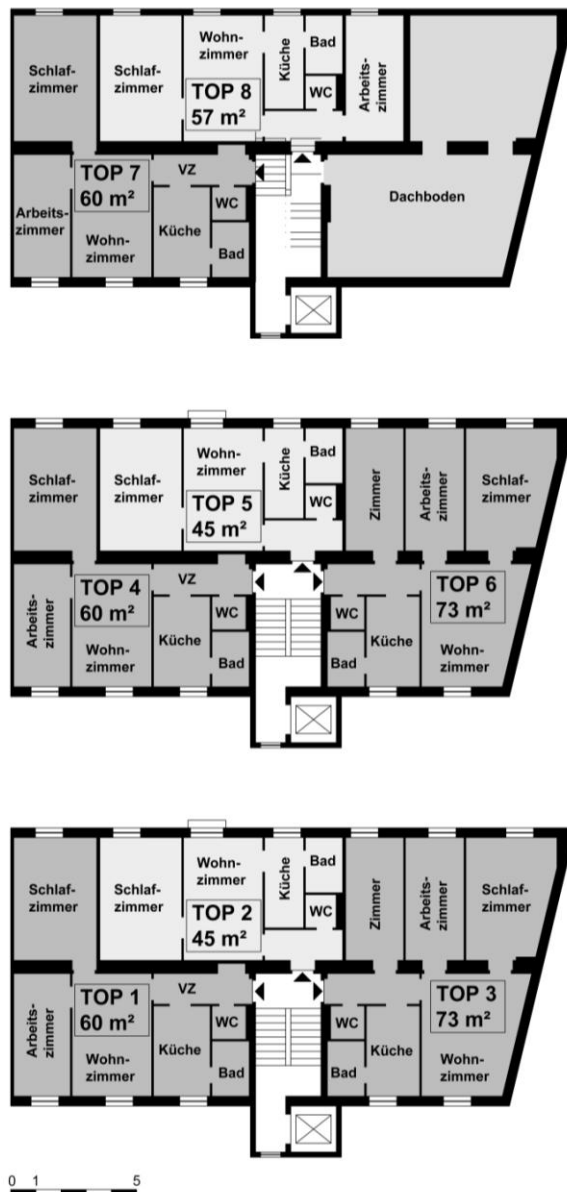 Schlaf-
zimmer
Schlaf-
zimmer
Wohn-
zimmer
TOP 8
57 m²
Küche
Bad
WC
Arbeits-
zimmer
TOP 7
60 m²
VZ
Arbeits-
zimmer
Wohn-
zimmer
Küche
WC
Bad
Dachboden
Schlaf-
zimmer
Schlaf-
zimmer
Wohn-
zimmer
TOP 5
45 m²
Küche
Bad
WC
Zimmer
Arbeits-
zimmer
Schlaf-
zimmer
Arbeits-
zimmer
TOP 4
60 m²
Wohn-
zimmer
VZ
Küche
WC
Bad
WC
Bad
Küche
TOP 6
73 m²
Wohn-
zimmer
Schlaf-
zimmer
Schlaf-
zimmer
Wohn-
zimmer
TOP 2
45 m²
Küche
Bad
WC
Zimmer
Arbeits-
zimmer
Schlaf-
zimmer
Arbeits-
zimmer
TOP 1
60 m²
Wohn-
zimmer
VZ
Küche
WC
Bad
WC
Bad
Küche
TOP 3
73 m²
Wohn-
zimmer
0 1 5